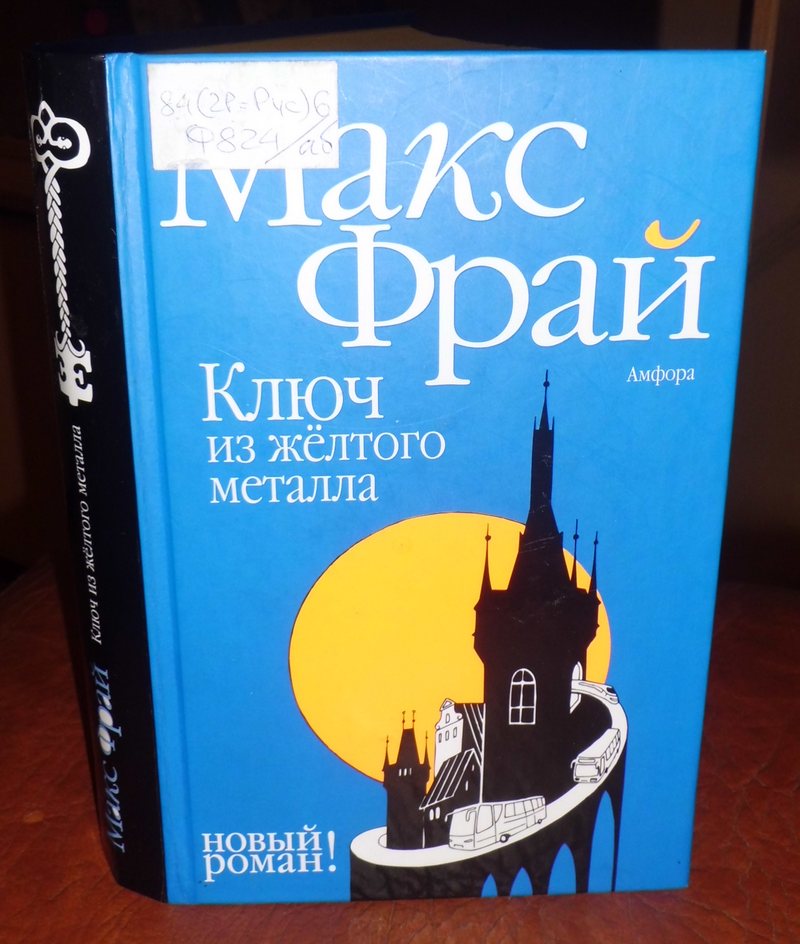 84(2Р=Рус)6
Ф824/аб
Макс
Фрай
Амфора
Ключ
из жёлтого
металла
новый
роман!
Ключ из жёлтого металла
Макс Фрай